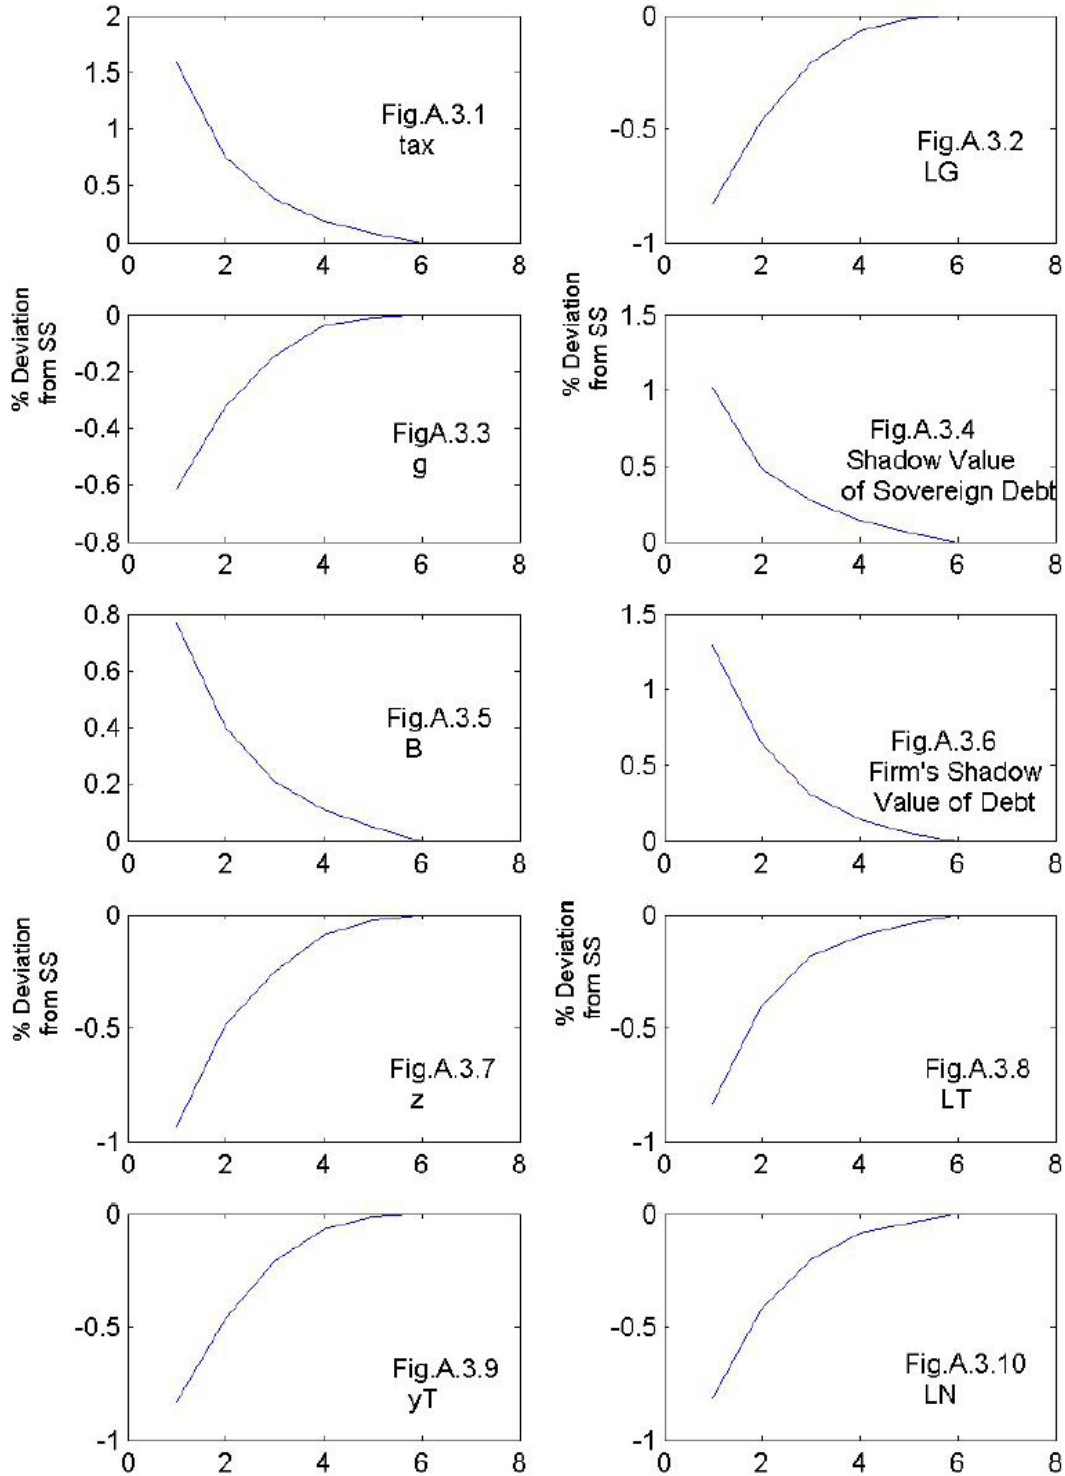 2
1.5
1
0.5
0
0 2 4 6 8
Fig.A.3.1
tax
0
-0.5
-1
0 2 4 6 8
Fig.A.3.2
LG
% Deviation
from SS
0
-0.2
-0.4
-0.6
-0.8
0 2 4 6 8
FigA.3.3
g
% Deviation
from SS
1.5
1
0.5
0
0 2 4 6 8
Fig.A.3.4
Shadow Value
of Sovereign Debt
0.8
0.6
0.4
0.2
0
0 2 4 6 8
Fig.A.3.5
B
1.5
1
0.5
0
0 2 4 6 8
Fig.A.3.6
Firm's Shadow
Value of Debt
% Deviation
from SS
0
-0.5
-1
0 2 4 6 8
Fig.A.3.7
z
% Deviation
from SS
0
-0.5
-1
0 2 4 6 8
Fig.A.3.8
LT
0
-0.5
-1
0 2 4 6 8
Fig.A.3.9
yT
0
-0.5
-1
0 2 4 6 8
Fig.A.3.10
LN